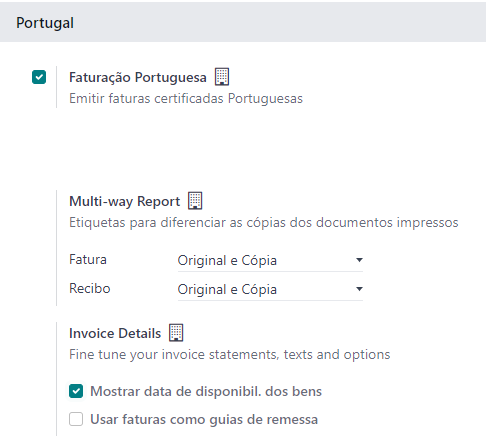 Portugal
Faturação Portuguesa
Emitir faturas certificadas Portuguesas
Multi-way Report
Etiquetas para diferenciar as cópias dos documentos impressos
Fatura Original e Cópia
Recibo Original e Cópia
Invoice Details
Fine tune your invoice statements, texts and options
Mostrar data de disponibil. dos bens
Usar faturas como guias de remessa